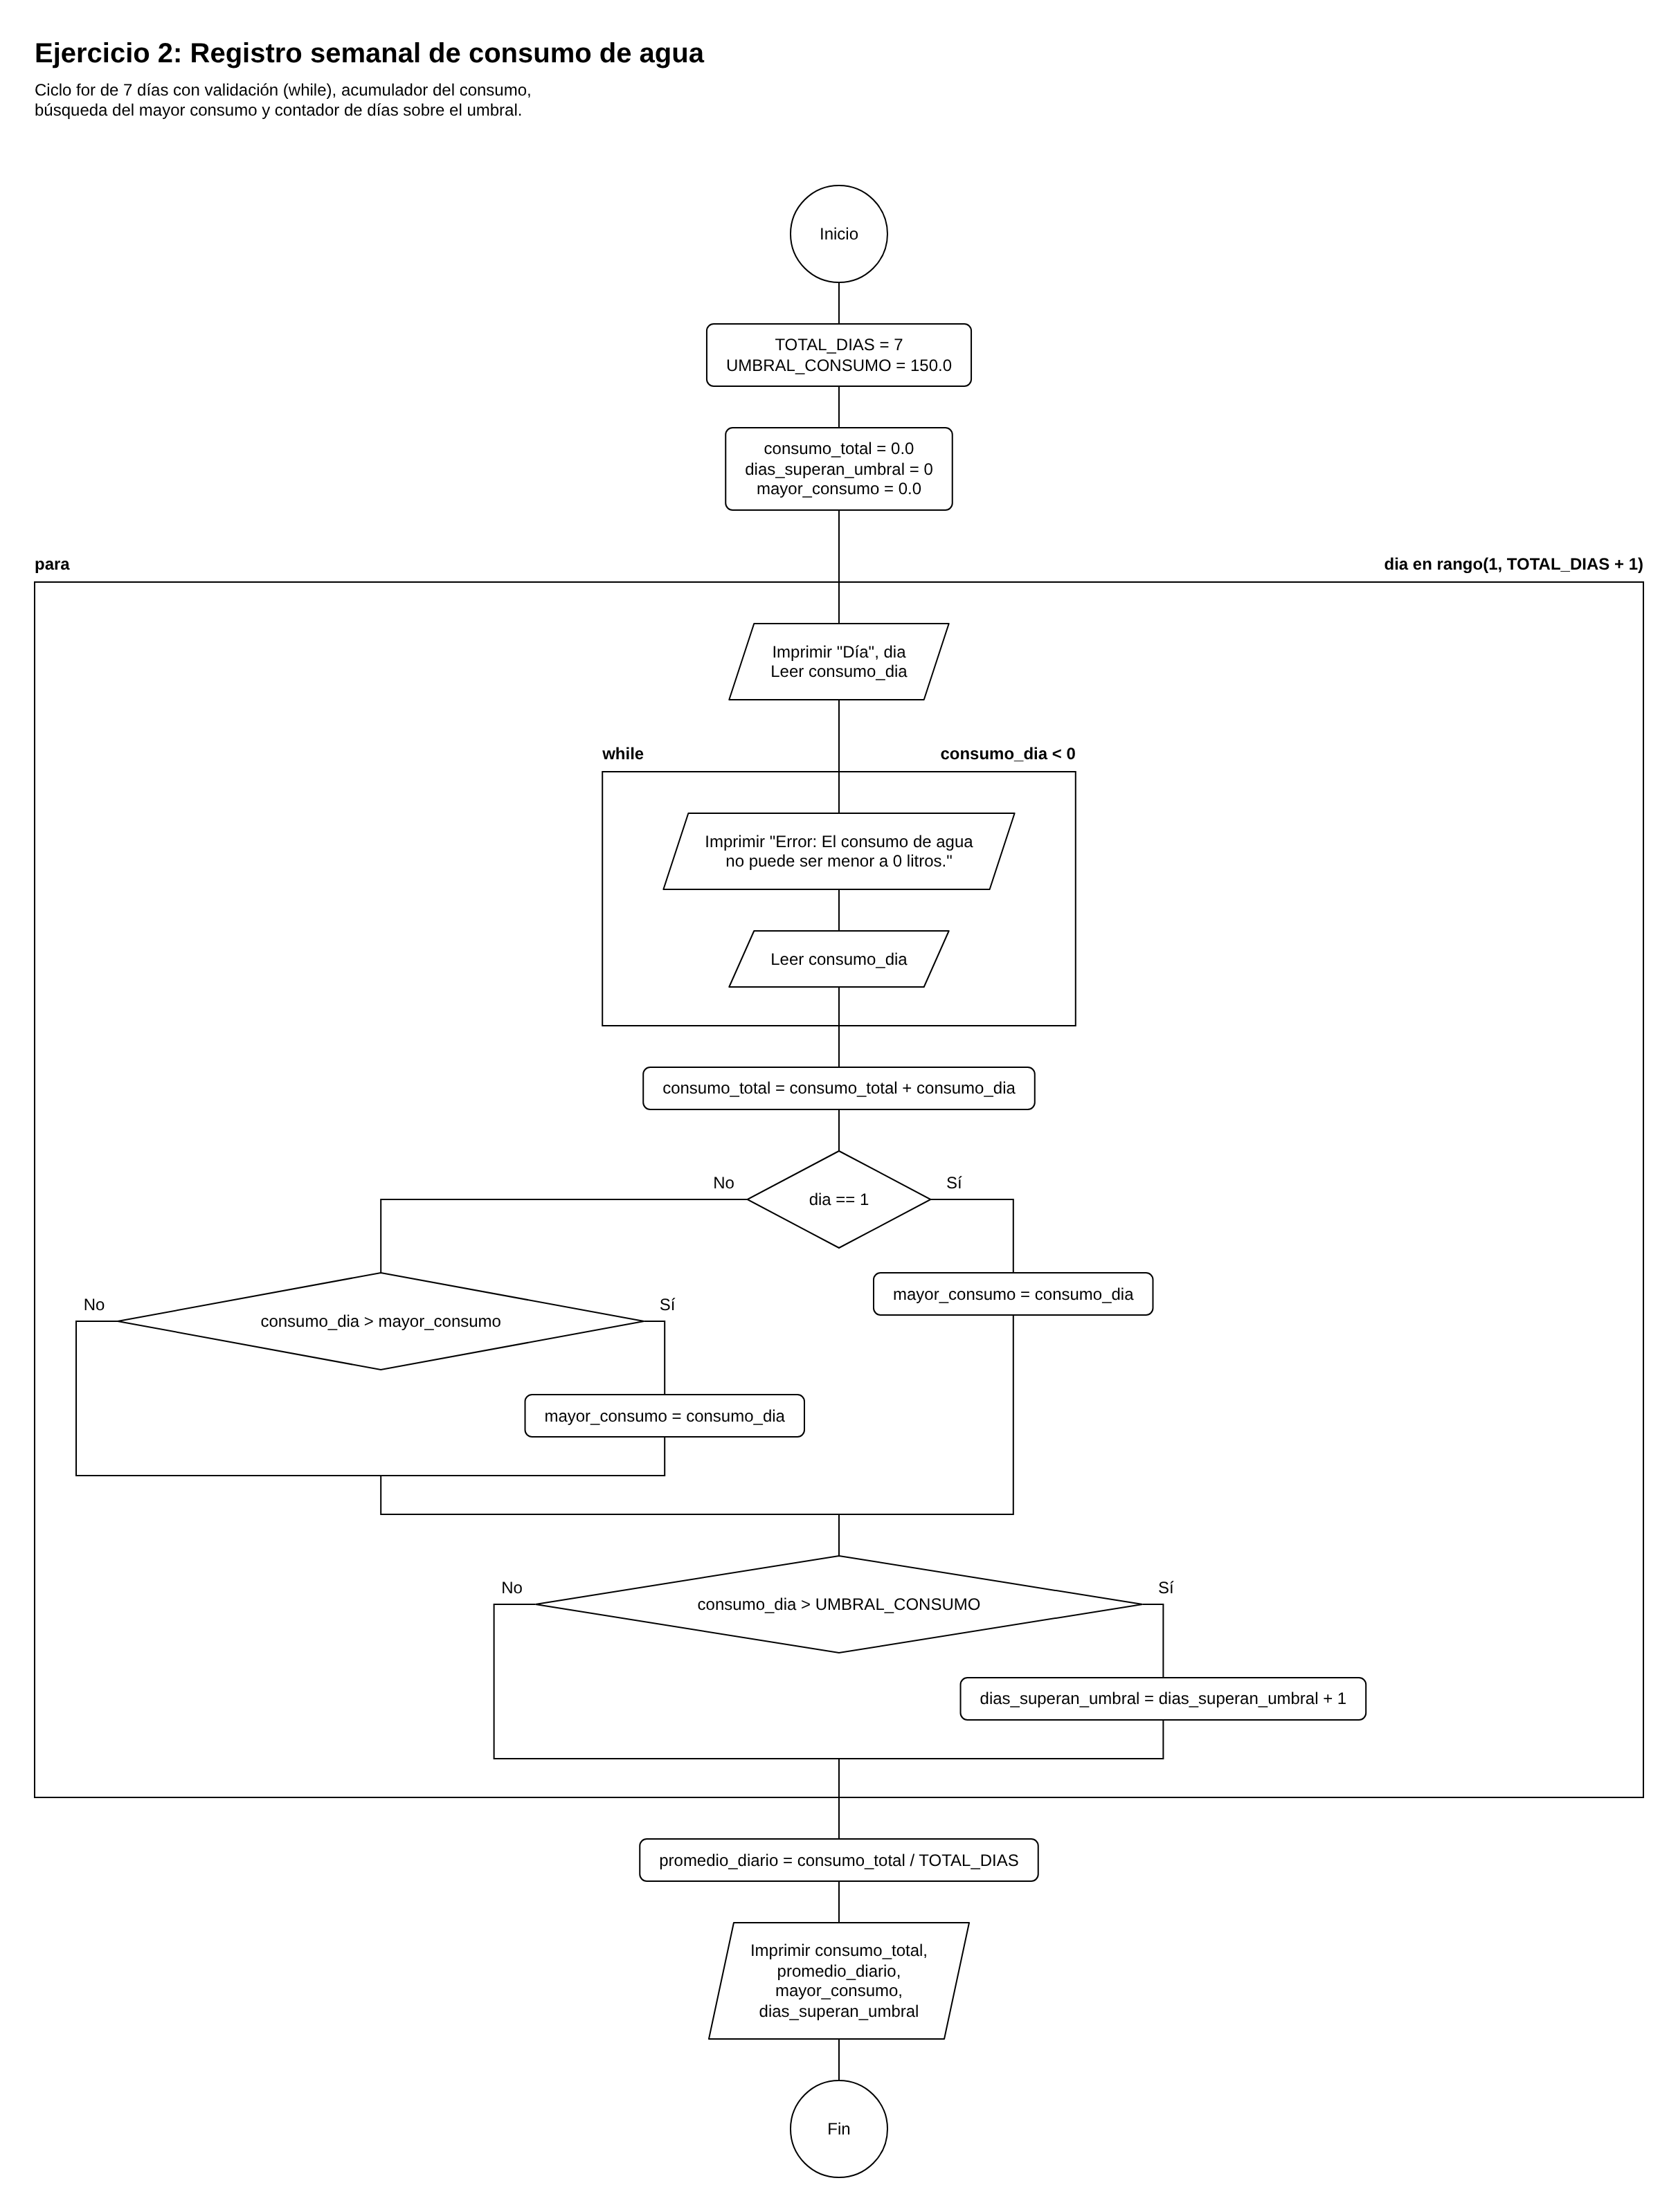 Ejercicio 2: Registro semanal de consumo de agua
Ciclo for de 7 días con validación (while), acumulador del consumo,
búsqueda del mayor consumo y contador de días sobre el umbral.
Inicio
TOTAL_DIAS = 7
UMBRAL_CONSUMO = 150.0
consumo_total = 0.0
dias_superan_umbral = 0
mayor_consumo = 0.0
para
dia en rango(1, TOTAL_DIAS + 1)
Imprimir "Día", dia
Leer consumo_dia
while
consumo_dia < 0
Imprimir "Error: El consumo de agua
no puede ser menor a 0 litros."
Leer consumo_dia
consumo_total = consumo_total + consumo_dia
No
Sí
dia == 1
mayor_consumo = consumo_dia
No
Sí
consumo_dia > mayor_consumo
mayor_consumo = consumo_dia
No
Sí
consumo_dia > UMBRAL_CONSUMO
dias_superan_umbral = dias_superan_umbral + 1
promedio_diario = consumo_total / TOTAL_DIAS
Imprimir consumo_total,
promedio_diario,
mayor_consumo,
dias_superan_umbral
Fin